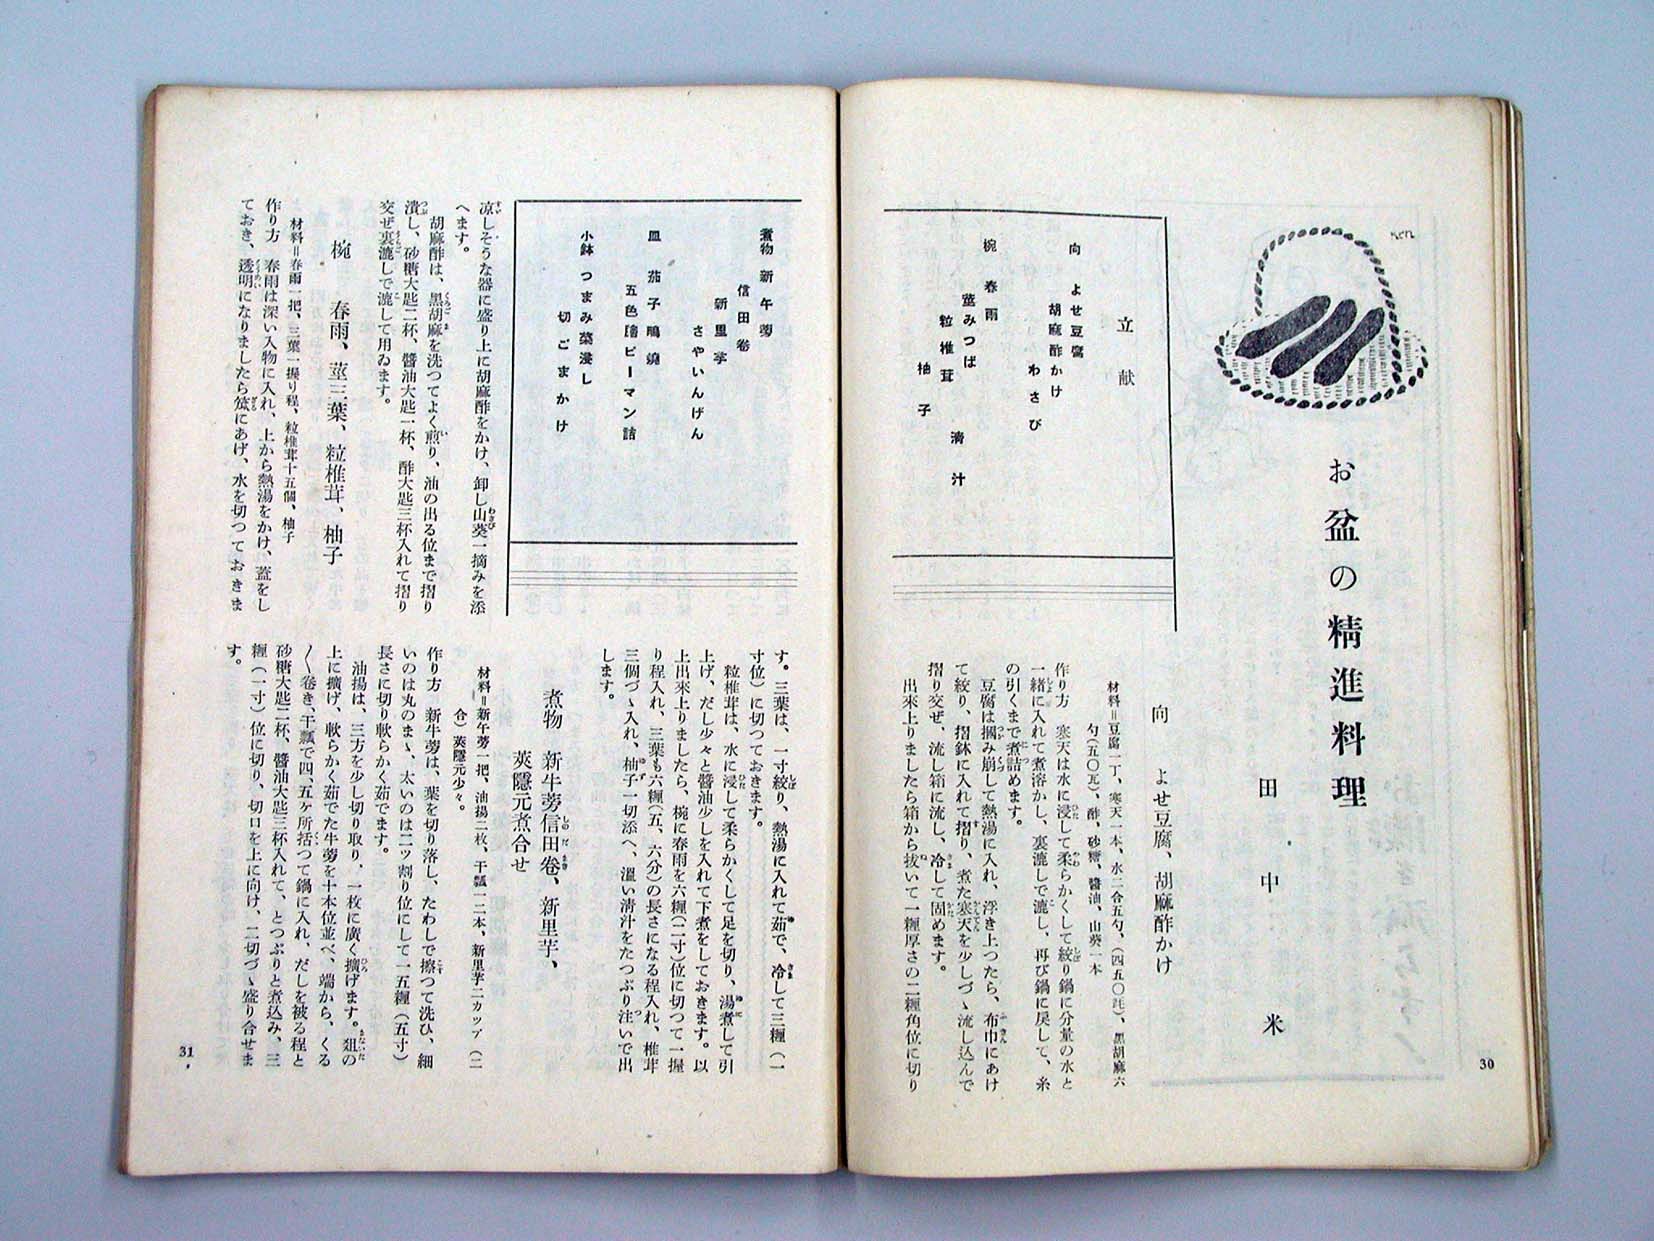 Ken
お盆の精進料理
田中米
立献
向 よせ豆腐
胡麻酢かけ
わさび
椀 春雨
莖みつば
粒椎茸
柚子
淸汁
向 よせ豆腐、胡麻酢かけ
材料＝豆腐一丁、寒天一本、水二合五勺、(四五〇瓱)、黒胡麻六
勺(五〇瓦)、酢、砂糖、醬油、山葵一本
作り方 寒天は水に浸して柔らかくして絞り鍋に分量の水と
一緒に入れて煮溶かし、裏漉しで漉し、再び鍋に戻して、糸
の引くまで煮詰めます。
豆腐は摑み崩して熱湯に入れ、浮き上つたら、布巾にあけ
て絞り、摺鉢に入れて摺り、煮た寒天を少しづゝ流し込んで
摺り交ぜ、流し箱に流し、冷して固めます。
出來上りましたら箱から拔いて一糎厚さの二糎角位に切り
30
煮物 新午蒡
信田卷
新里芋
さやいんげん
皿 茄子鴫燒
五色膾ピーマン詰
小鉢 つまみ菜浸し
切ごまかけ
凉しそうな器に盛り上に胡麻酢をかけ、卸し山葵一摘みを添
へます。
胡麻酢は、黒胡麻を洗つてよく煎り、油の出る位まで摺り
潰し、砂糖大匙二杯、醬油大匙一杯、酢大匙三杯入れて摺り
交ぜ裏漉しで漉して用ゐます。
椀 春雨、莖三葉、粒椎茸、柚子
材料＝春雨一把、三葉一握り程、粒椎茸十五個、柚子
作り方 春雨は深い入物に入れ、上から熱湯をかけ、蓋をし
ておき、透明になりましたら笊にあげ、水を切つておきま
す。三葉は、一寸絞り、熱湯に入れて茹で、冷して三糎(一
寸位)に切つておきます。
粒椎茸は、水に浸して柔らかくして足を切り、湯煮して引
上げ、だし少々と醬油少しを入れて下煮をしておきます。以
上出來上りましたら、椀に春雨を六糎(二寸)位に切つて一握
り程入れ、三葉も六糎(五、六分)の長さになる程入れ、椎茸
三個づゝ入れ、柚子一切添へ、溫い淸汁をたつぷり注いで出
します。
煮物 新牛蒡信田卷、新里芋、
莢隱元煮合せ
材料＝新午蒡一把、油揚二枚、干瓢一二本、新里芋二カップ(二
合)莢隱元少々。
作り方 新牛蒡は、葉を切り落し、たわしで擦つて洗ひ、細
いのは丸のまゝ、太いのは二ッ割り位にして一五糎(五寸)
長さに切り軟らかく茹でます。
油揚は、三方を少し切り取り、一枚に廣く擴げます。俎の
上に擴げ、軟らかく茹でた牛蒡を十本位並べ、端から、くる
〱卷き、干瓢で四、五ヶ所括つて鍋に入れ、だしを被る程と
砂糖大匙二杯、醬油大匙三杯入れて、とつぷりと煮込み、三
糎(一寸)位に切り、切口を上に向け、二切づゝ盛り合せま
す。
31